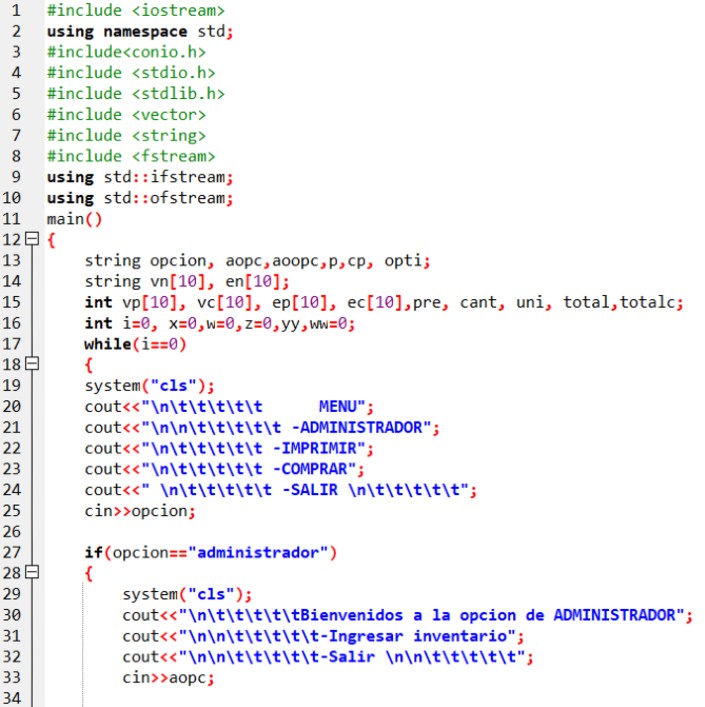 1 #include <iostream>
2 using namespace std;
3 #include<conio.h>
4 #include <stdio.h>
5 #include <stdlib.h>
6 #include <vector>
7 #include <string>
8 #include <fstream>
9 using std::ifstream;
10 using std::ofstream;
11 main()
12 {
13 string opcion, aopc,aoopc,p,cp, opti;
14 string vn[10], en[10];
15 int vp[10], vc[10], ep[10], ec[10],pre, cant, uni, total,totalc;
16 int i=0, x=0,w=0,z=0,yy,ww=0;
17 while(i==0)
18 {
19 system("cls");
20 cout<<"\n\t\t\t\t\t      MENU";
21 cout<<"\n\n\t\t\t\t\t -ADMINISTRADOR";
22 cout<<"\n\t\t\t\t\t -IMPRIMIR";
23 cout<<"\n\t\t\t\t\t -COMPRAR";
24 cout<<" \n\t\t\t\t\t -SALIR \n\t\t\t\t\t";
25 cin>>opcion;
26
27 if(opcion=="administrador")
28 {
29 system("cls");
30 cout<<"\n\t\t\t\t\tBienvenidos a la opcion de ADMINISTRADOR";
31 cout<<"\n\n\t\t\t\t\t-Ingresar inventario";
32 cout<<"\n\n\t\t\t\t\t-Salir \n\n\t\t\t\t\t";
33 cin>>aopc;
34